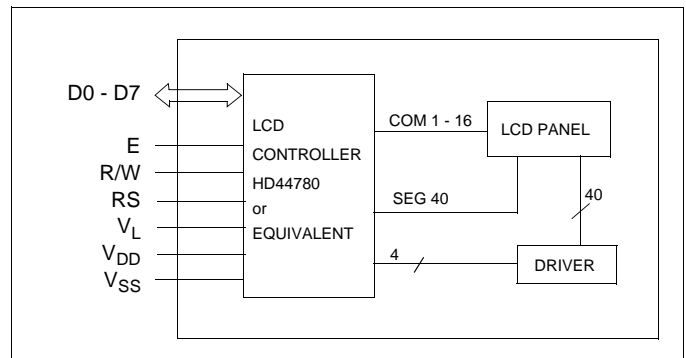 D0 - D7
E
R/W
RS
VL
VDD
VSS
LCD
CONTROLLER
HD44780
or
EQUIVALENT
COM 1 - 16
SEG 40
4
LCD PANEL
40
DRIVER